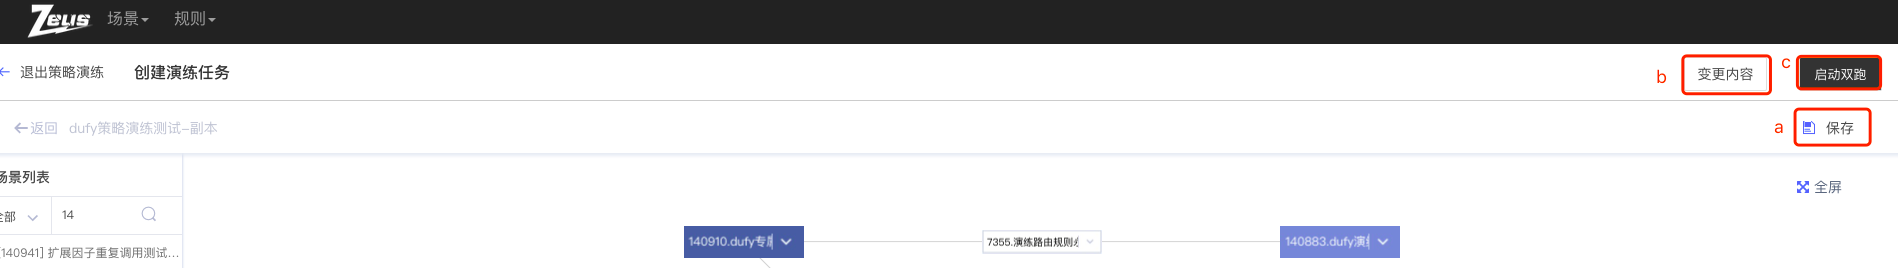 Zeus 场景 规则
退出策略演练 创建演练任务 b 变更内容 c 启动双跑
返回 dufy策略演练测试-副本 a 保存
场景列表
全屏
全部 14
140910.dufy专 7355.演练路由规则 140883.dufy演
[140941] 扩展因子重复调用测试...